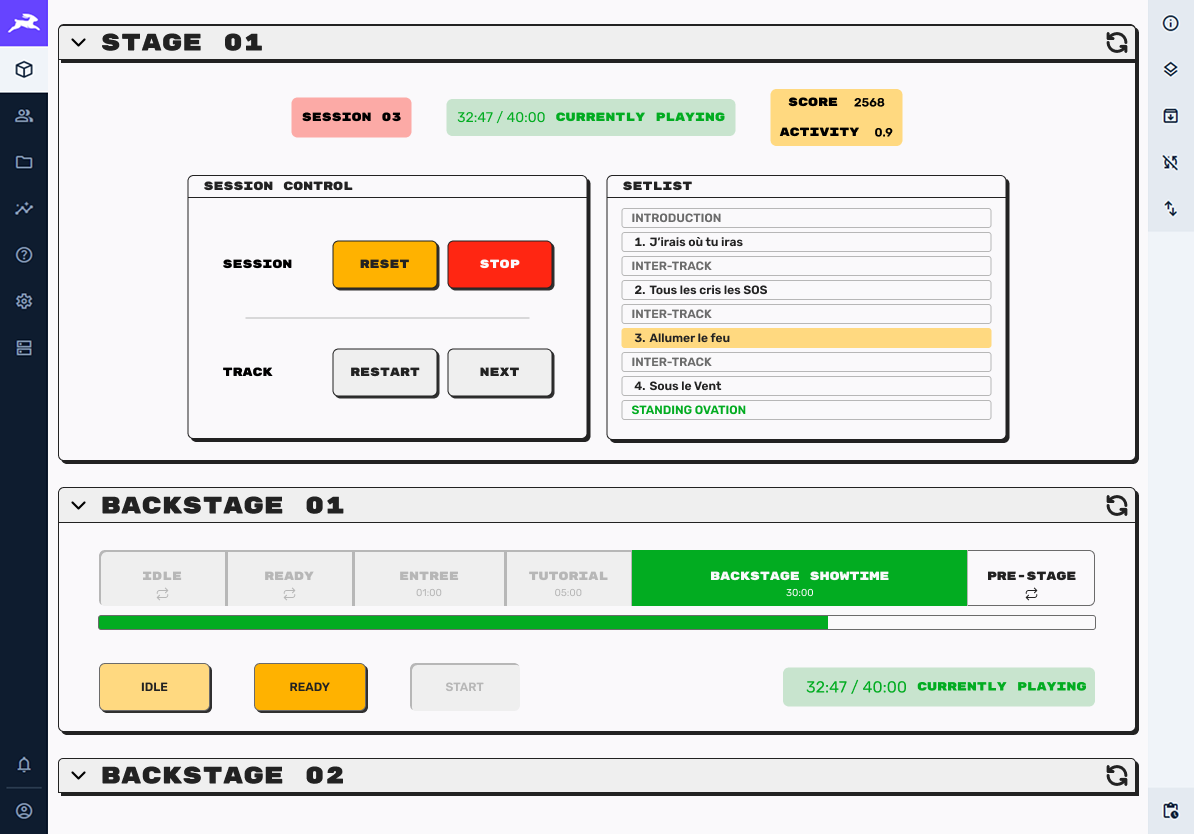 STAGE 01
SESSION 03
32:47 / 40:00 CURRENTLY PLAYING
SCORE 2568
ACTIVITY 0.9
SESSION CONTROL
SESSION
RESET
STOP
TRACK
RESTART
NEXT
SETLIST
INTRODUCTION
1. J'irais où tu iras
INTER-TRACK
2. Tous les cris les SOS
INTER-TRACK
3. Allumer le feu
INTER-TRACK
4. Sous le Vent
STANDING OVATION
BACKSTAGE 01
IDLE
READY
ENTREE
01:00
TUTORIAL
05:00
BACKSTAGE SHOWTIME
30:00
PRE-STAGE
IDLE
READY
START
32:47 / 40:00 CURRENTLY PLAYING
BACKSTAGE 02